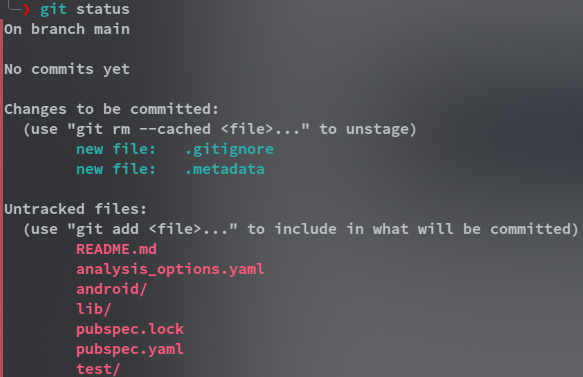 ❯ git status
On branch main
No commits yet
Changes to be committed:
(use "git rm --cached <file>..." to unstage)
new file: .gitignore
new file: .metadata
Untracked files:
(use "git add <file>..." to include in what will be committed)
README.md
analysis_options.yaml
android/
lib/
pubspec.lock
pubspec.yaml
test/